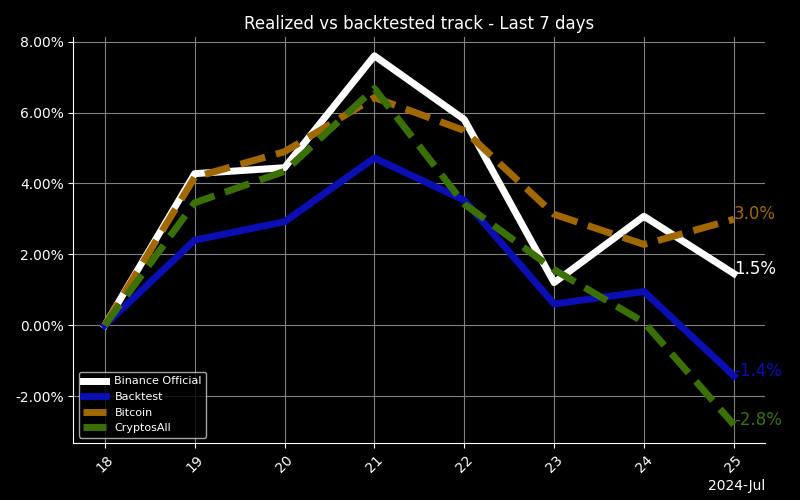 Realized vs backtested track - Last 7 days
8.00%
6.00%
4.00%
2.00%
0.00%
-2.00%
3.0%
1.5%
-1.4%
-2.8%
Binance Official
Backtest
Bitcoin
CryptosAll
18 19 20 21 22 23 24 25
2024-Jul